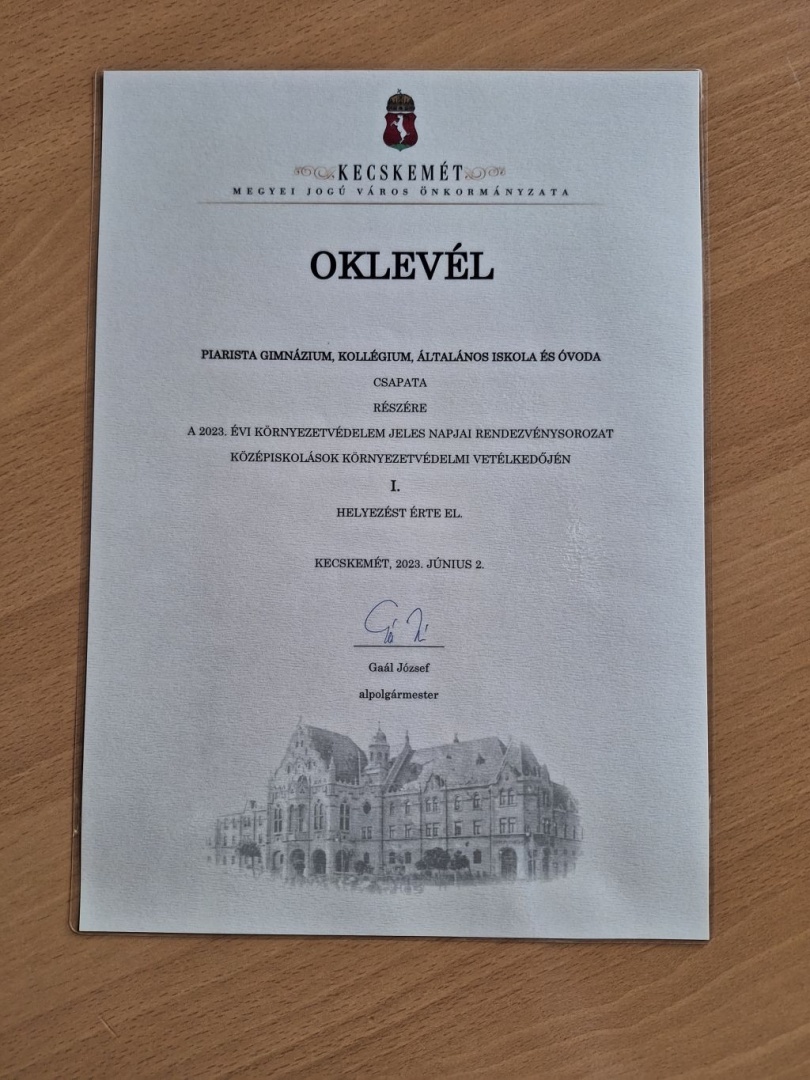 KECSKEMÉT
MEGYEI JOGÚ VÁROS ÖNKORMÁNYZATA
OKLEVÉL
PIARISTA GIMNÁZIUM, KOLLÉGIUM, ÁLTALÁNOS ISKOLA ÉS ÓVODA
CSAPATA
RÉSZÉRE
A 2023. ÉVI KÖRNYEZETVÉDELEM JELES NAPJAI RENDEZVÉNYSOROZAT
KÖZÉPISKOLÁSOK KÖRNYEZETVÉDELMI VETÉLKEDŐJÉN
I.
HELYEZÉST ÉRTE EL.
KECSKEMÉT, 2023. JÚNIUS 2.
Gaál József
alpolgármester